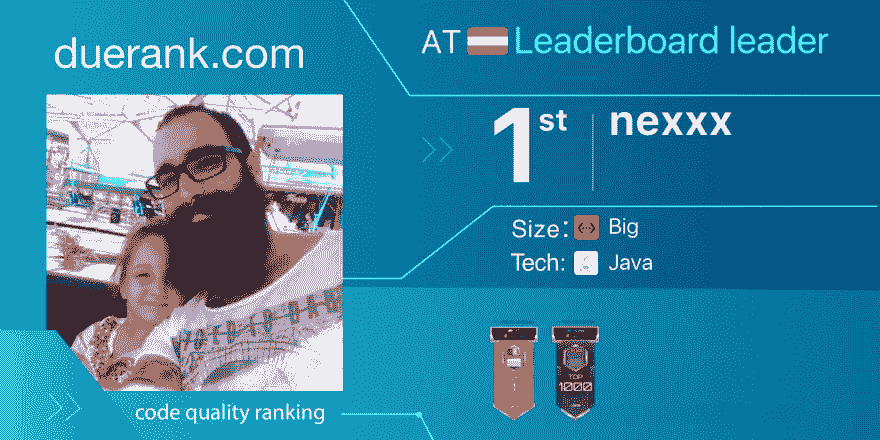 duerank.com
AT Leaderboard leader
1st
nexxx
Size: Big
Tech: Java
TOP
1000
code quality ranking